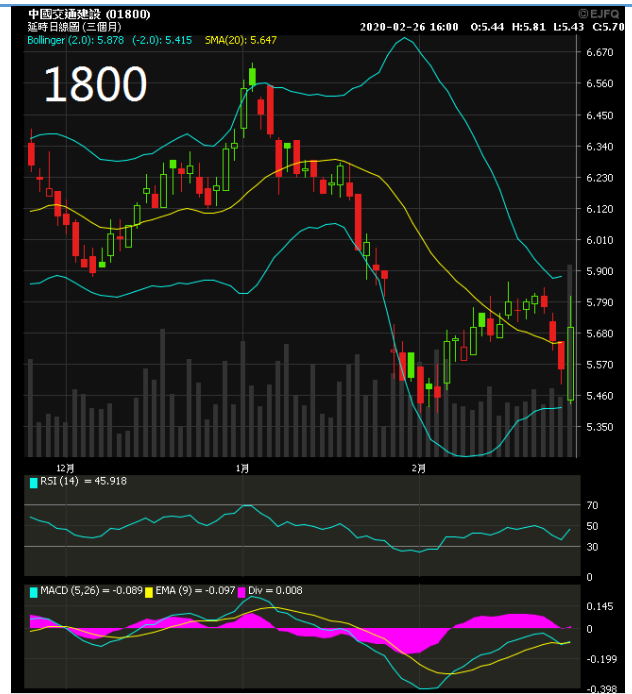 中國交通建設 (01800)
©EJFQ
延時日線圖 (三個月)
2020-02-26 16:00 O:5.44 H:5.81 L:5.43 C:5.70
Bollinger (2.0): 5.878 (-2.0): 5.415 SMA(20): 5.647
1800
6.670
6.560
6.450
6.340
6.230
6.120
6.010
5.900
5.790
5.680
5.570
5.460
5.350
12月 1月 2月
RSI (14) = 45.918
70
50
30
0
MACD (5,26) = -0.089 EMA (9) = -0.097 Div = 0.008
0.145
0
-0.199
-0.398